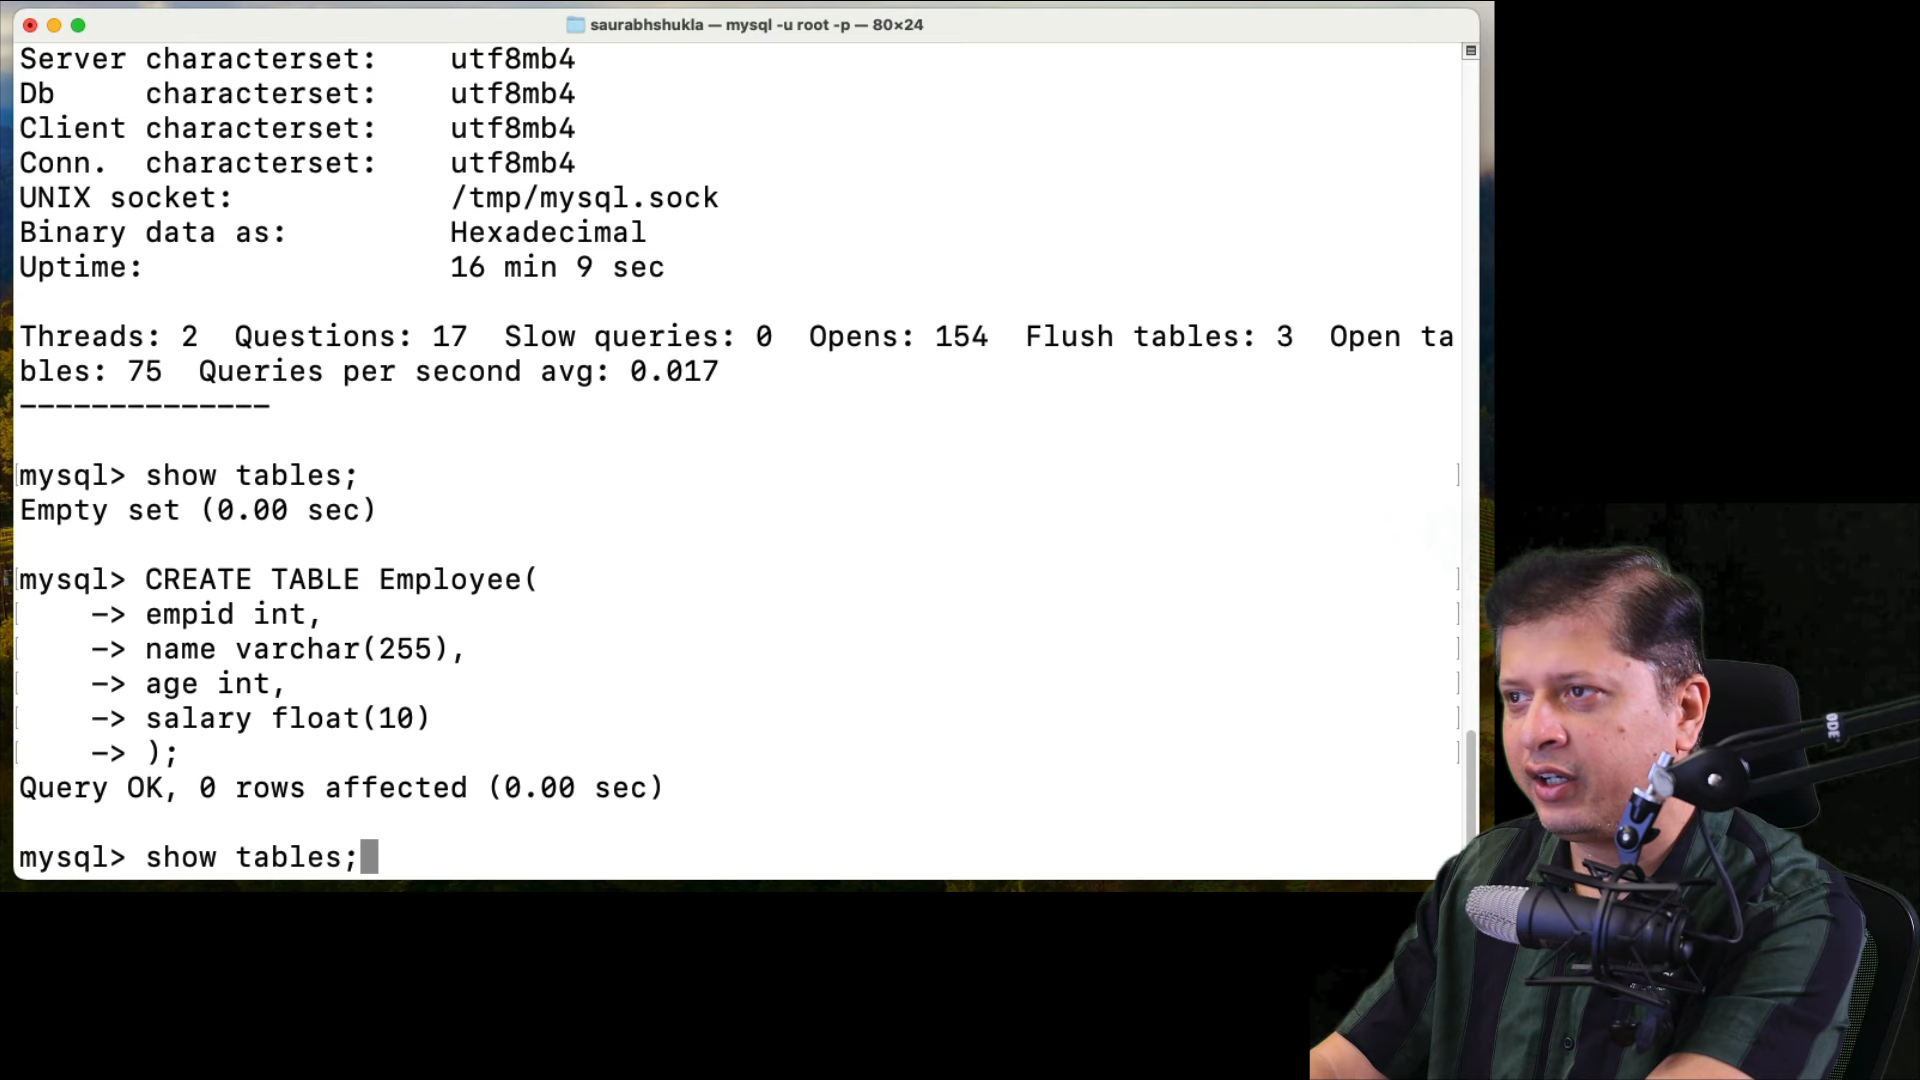 saurabhshukla — mysql -u root -p — 80×24
Server characterset:    utf8mb4
Db     characterset:    utf8mb4
Client characterset:    utf8mb4
Conn.  characterset:    utf8mb4
UNIX socket:            /tmp/mysql.sock
Binary data as:         Hexadecimal
Uptime:                 16 min 9 sec
Threads: 2  Questions: 17  Slow queries: 0  Opens: 154  Flush tables: 3  Open ta
bles: 75  Queries per second avg: 0.017
--------------
mysql> show tables;
Empty set (0.00 sec)
mysql> CREATE TABLE Employee(
    -> empid int,
    -> name varchar(255),
    -> age int,
    -> salary float(10)
    -> );
Query OK, 0 rows affected (0.00 sec)
mysql> show tables;